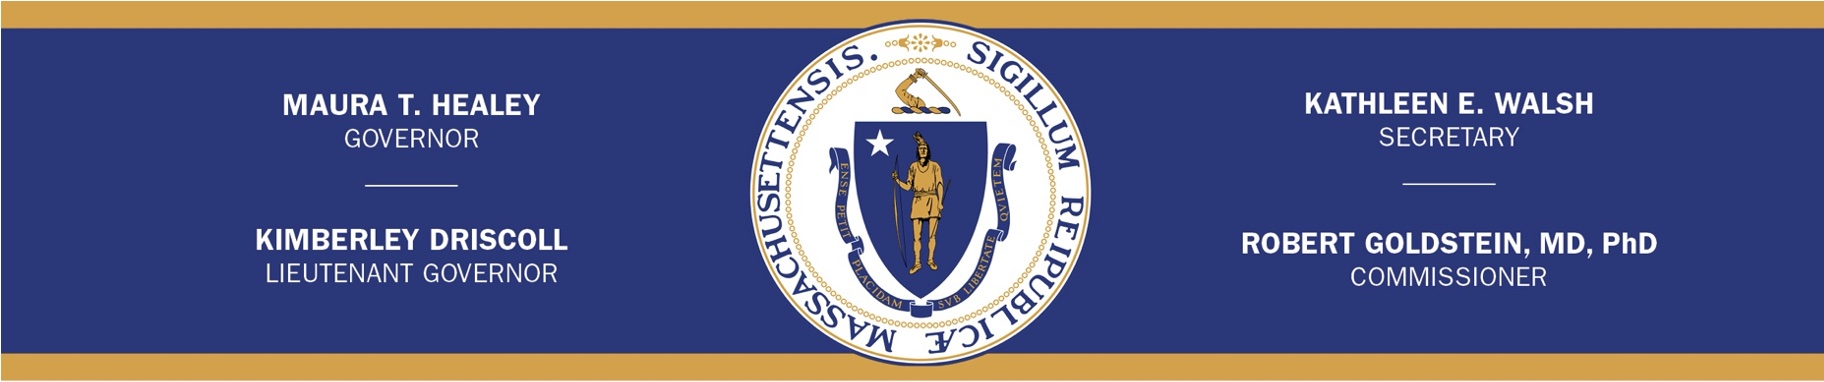 MAURA T. HEALEY
GOVERNOR
KIMBERLEY DRISCOLL
LIEUTENANT GOVERNOR
SIGILLUM REIPUBLICÆ MASSACHUSETTENSIS.
ENSE PETIT PLACIDAM SVB LIBERTATE QVIETEM
KATHLEEN E. WALSH
SECRETARY
ROBERT GOLDSTEIN, MD, PhD
COMMISSIONER